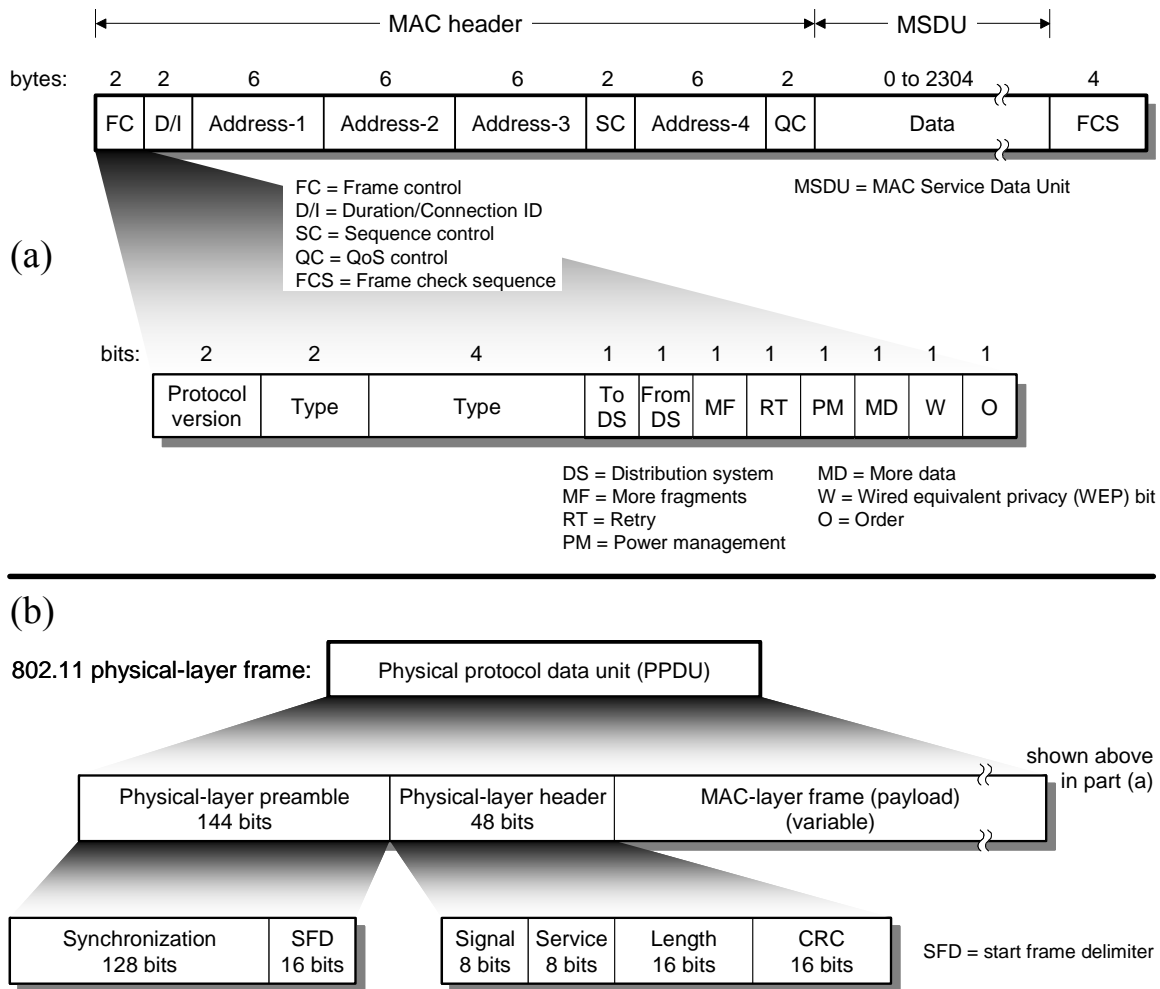 MAC header MSDU
bytes: 2 2 6 6 6 2 6 2 0 to 2304 4
FC D/I Address-1 Address-2 Address-3 SC Address-4 QC Data FCS
FC = Frame control
D/I = Duration/Connection ID
SC = Sequence control
QC = QoS control
FCS = Frame check sequence
MSDU = MAC Service Data Unit
(a)
bits: 2 2 4 1 1 1 1 1 1 1 1
Protocol version Type Type To DS From DS MF RT PM MD W O
DS = Distribution system
MF = More fragments
RT = Retry
PM = Power management
MD = More data
W = Wired equivalent privacy (WEP) bit
O = Order
(b)
802.11 physical-layer frame: Physical protocol data unit (PPDU)
shown above
in part (a)
Physical-layer preamble
144 bits
Physical-layer header
48 bits
MAC-layer frame (payload)
(variable)
Synchronization
128 bits
SFD
16 bits
Signal
8 bits
Service
8 bits
Length
16 bits
CRC
16 bits
SFD = start frame delimiter